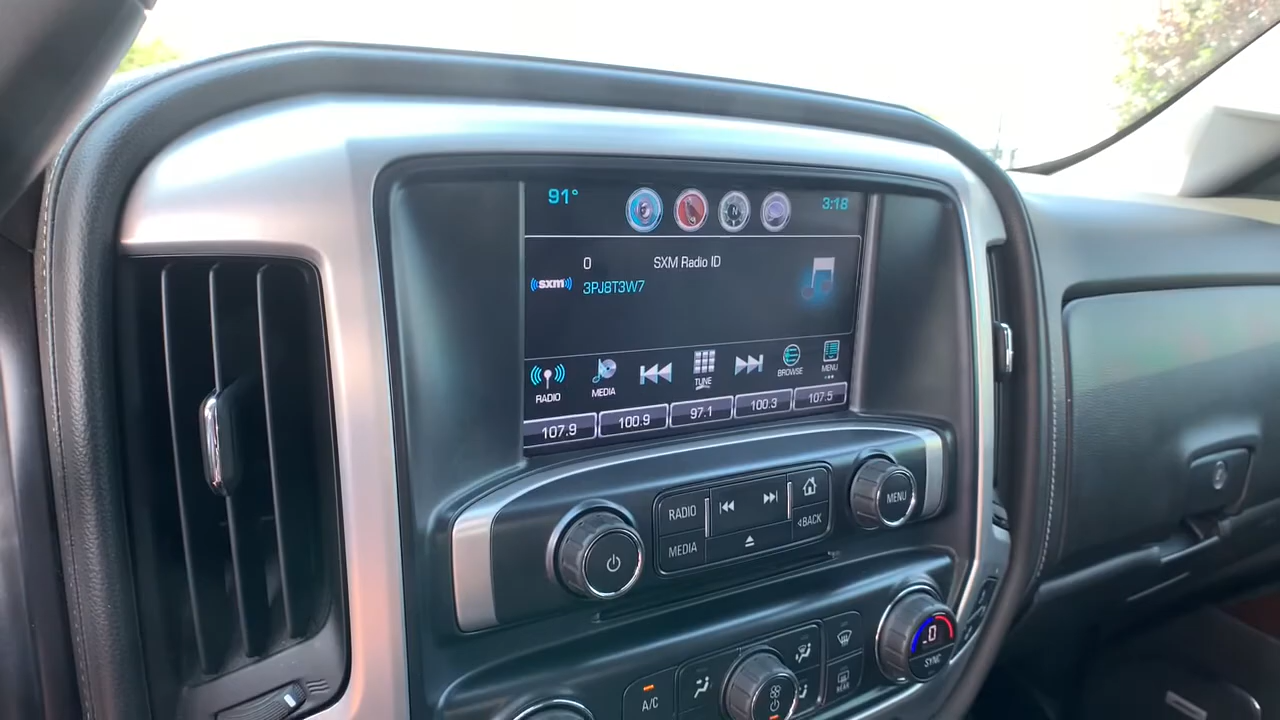 91°
N
3:18
0 SXM Radio ID
sxm
3PJ8T3W7
RADIO
MEDIA
TUNE
BROWSE
MENU
107.9
100.9
97.1
100.3
107.5
RADIO
MEDIA
BACK
MENU
A/C
REAR
SYNC